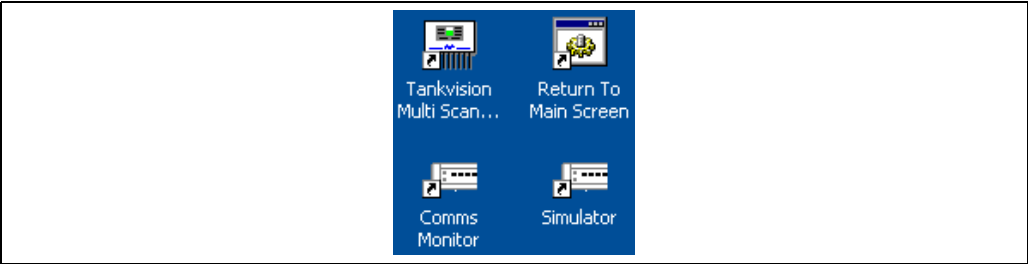 Tankvision
Multi Scan...
Return To
Main Screen
Comms
Monitor
Simulator